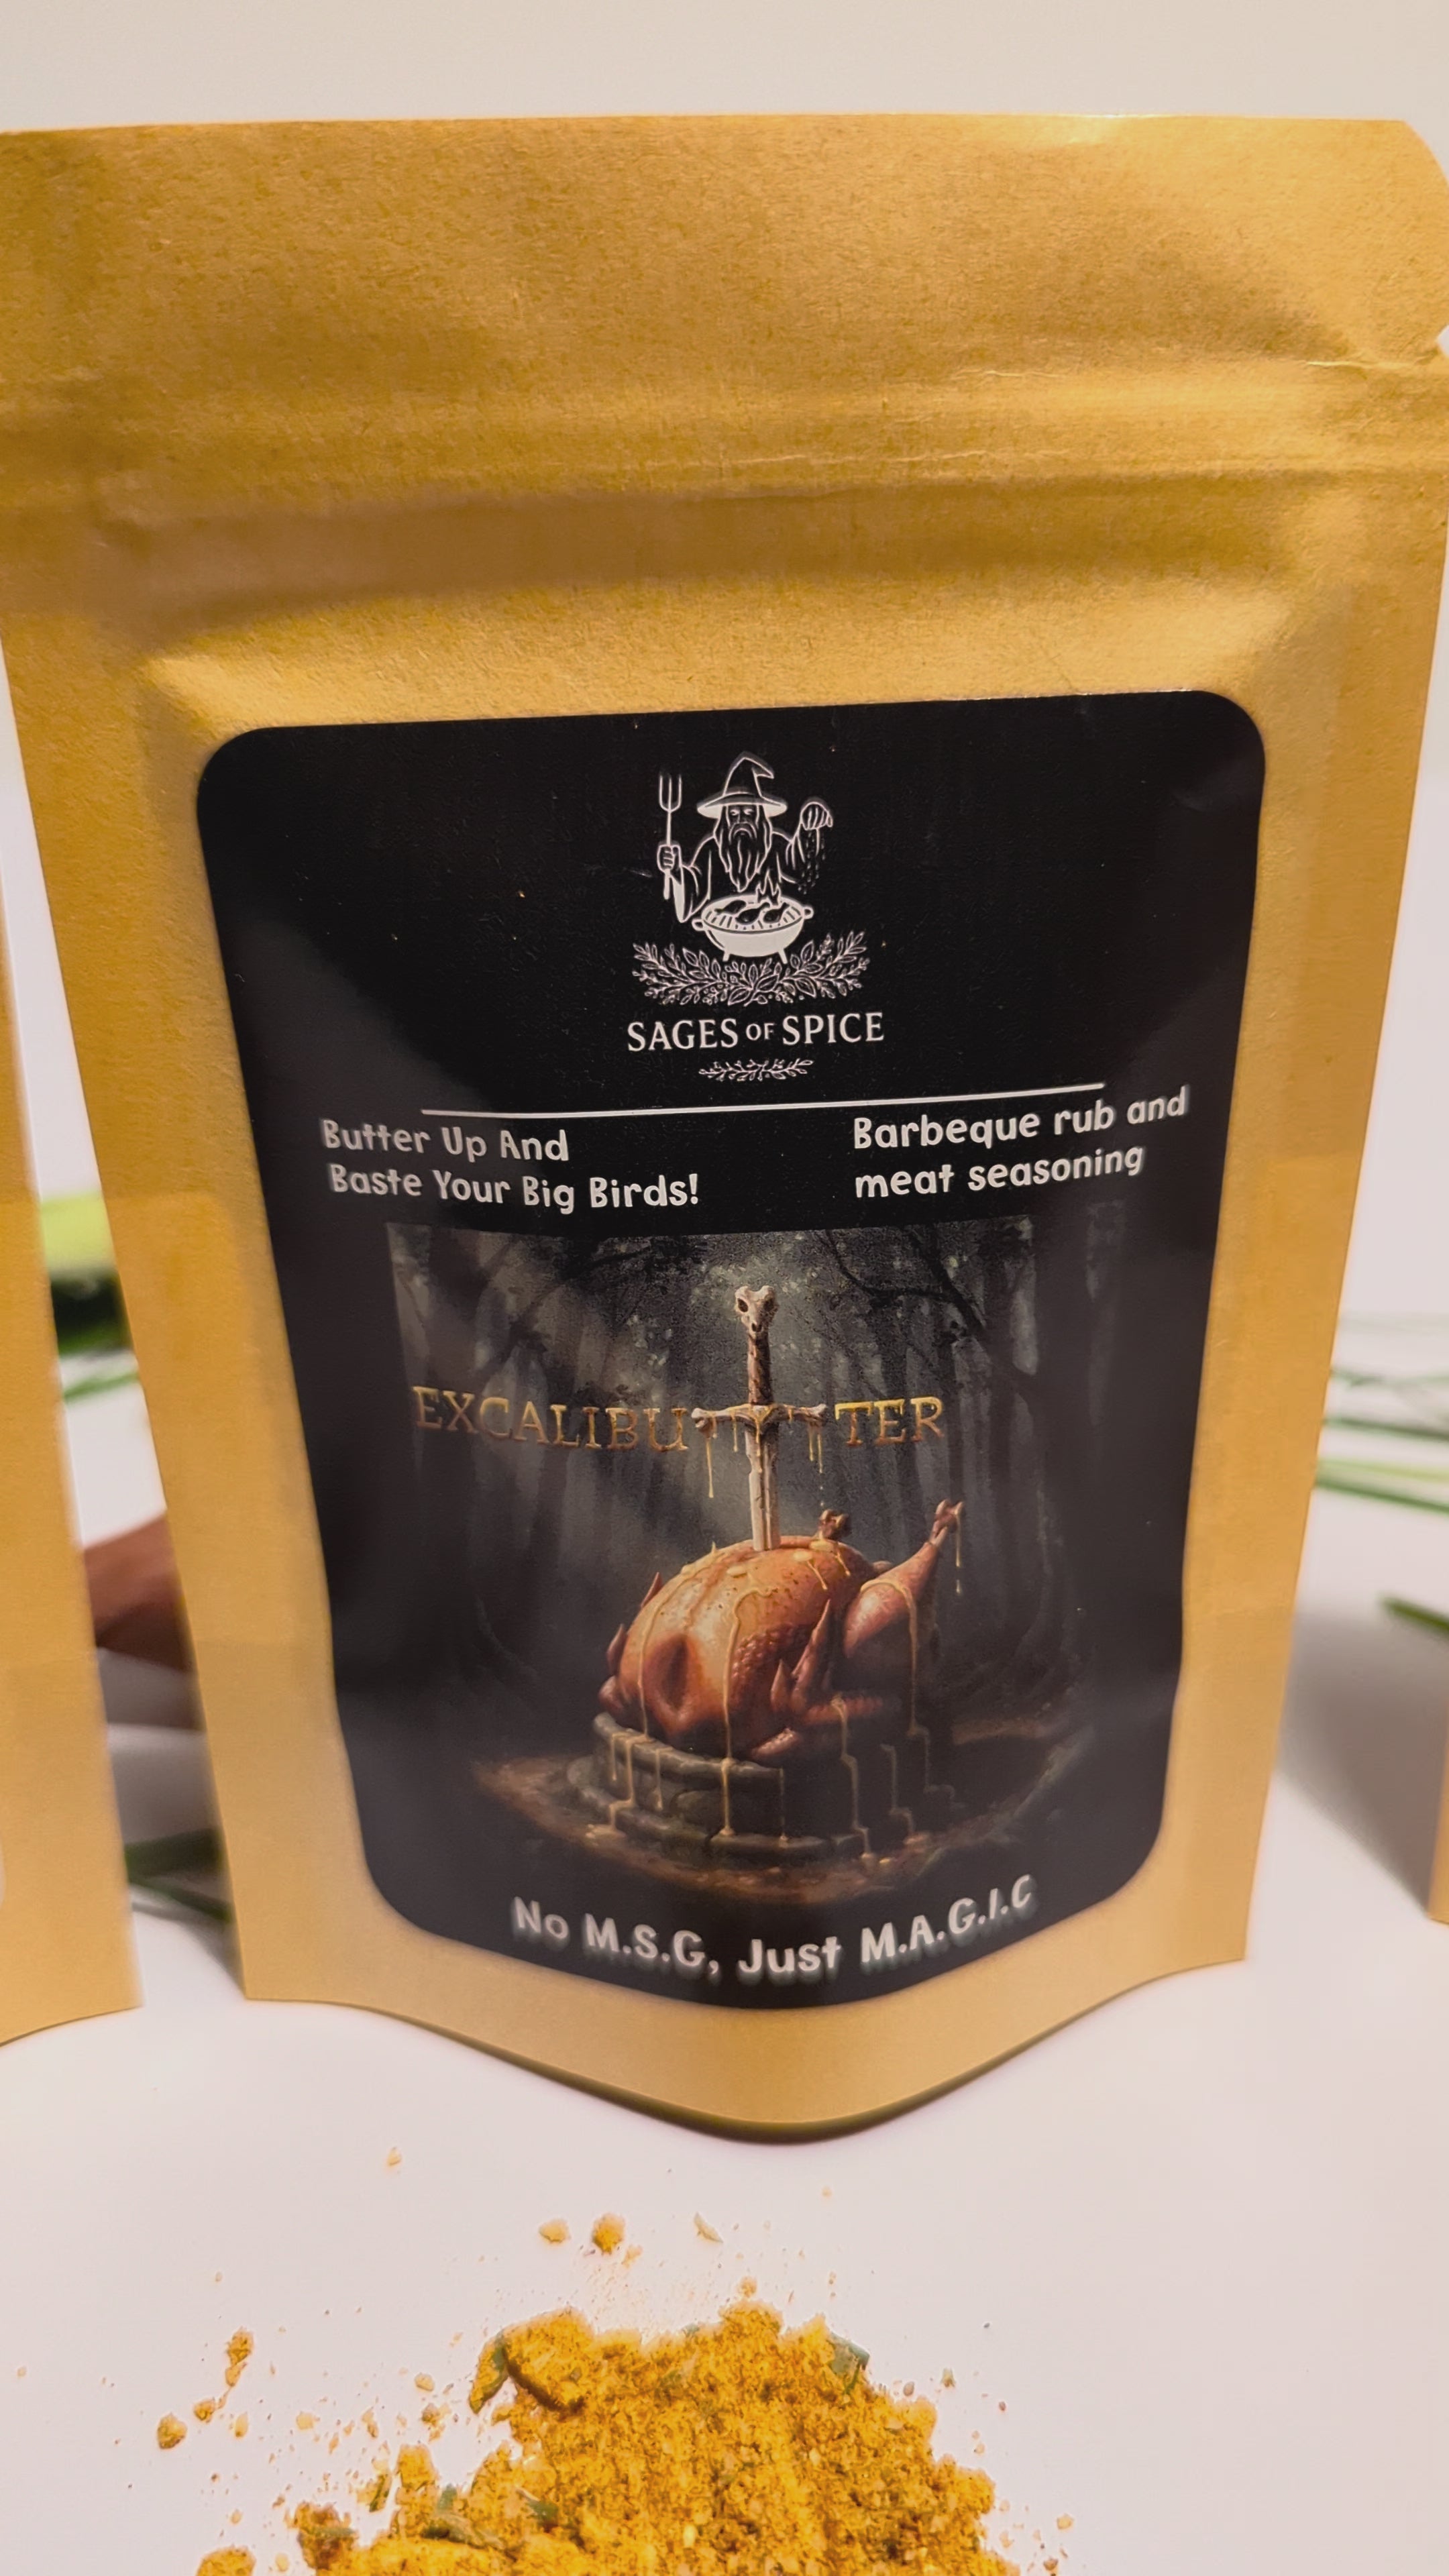 SAGES OF SPICE
Butter Up And
Baste Your Big Birds!
Barbeque rub and
meat seasoning
EXCALIBUTTER
No M.S.G, Just M.A.G.I.C